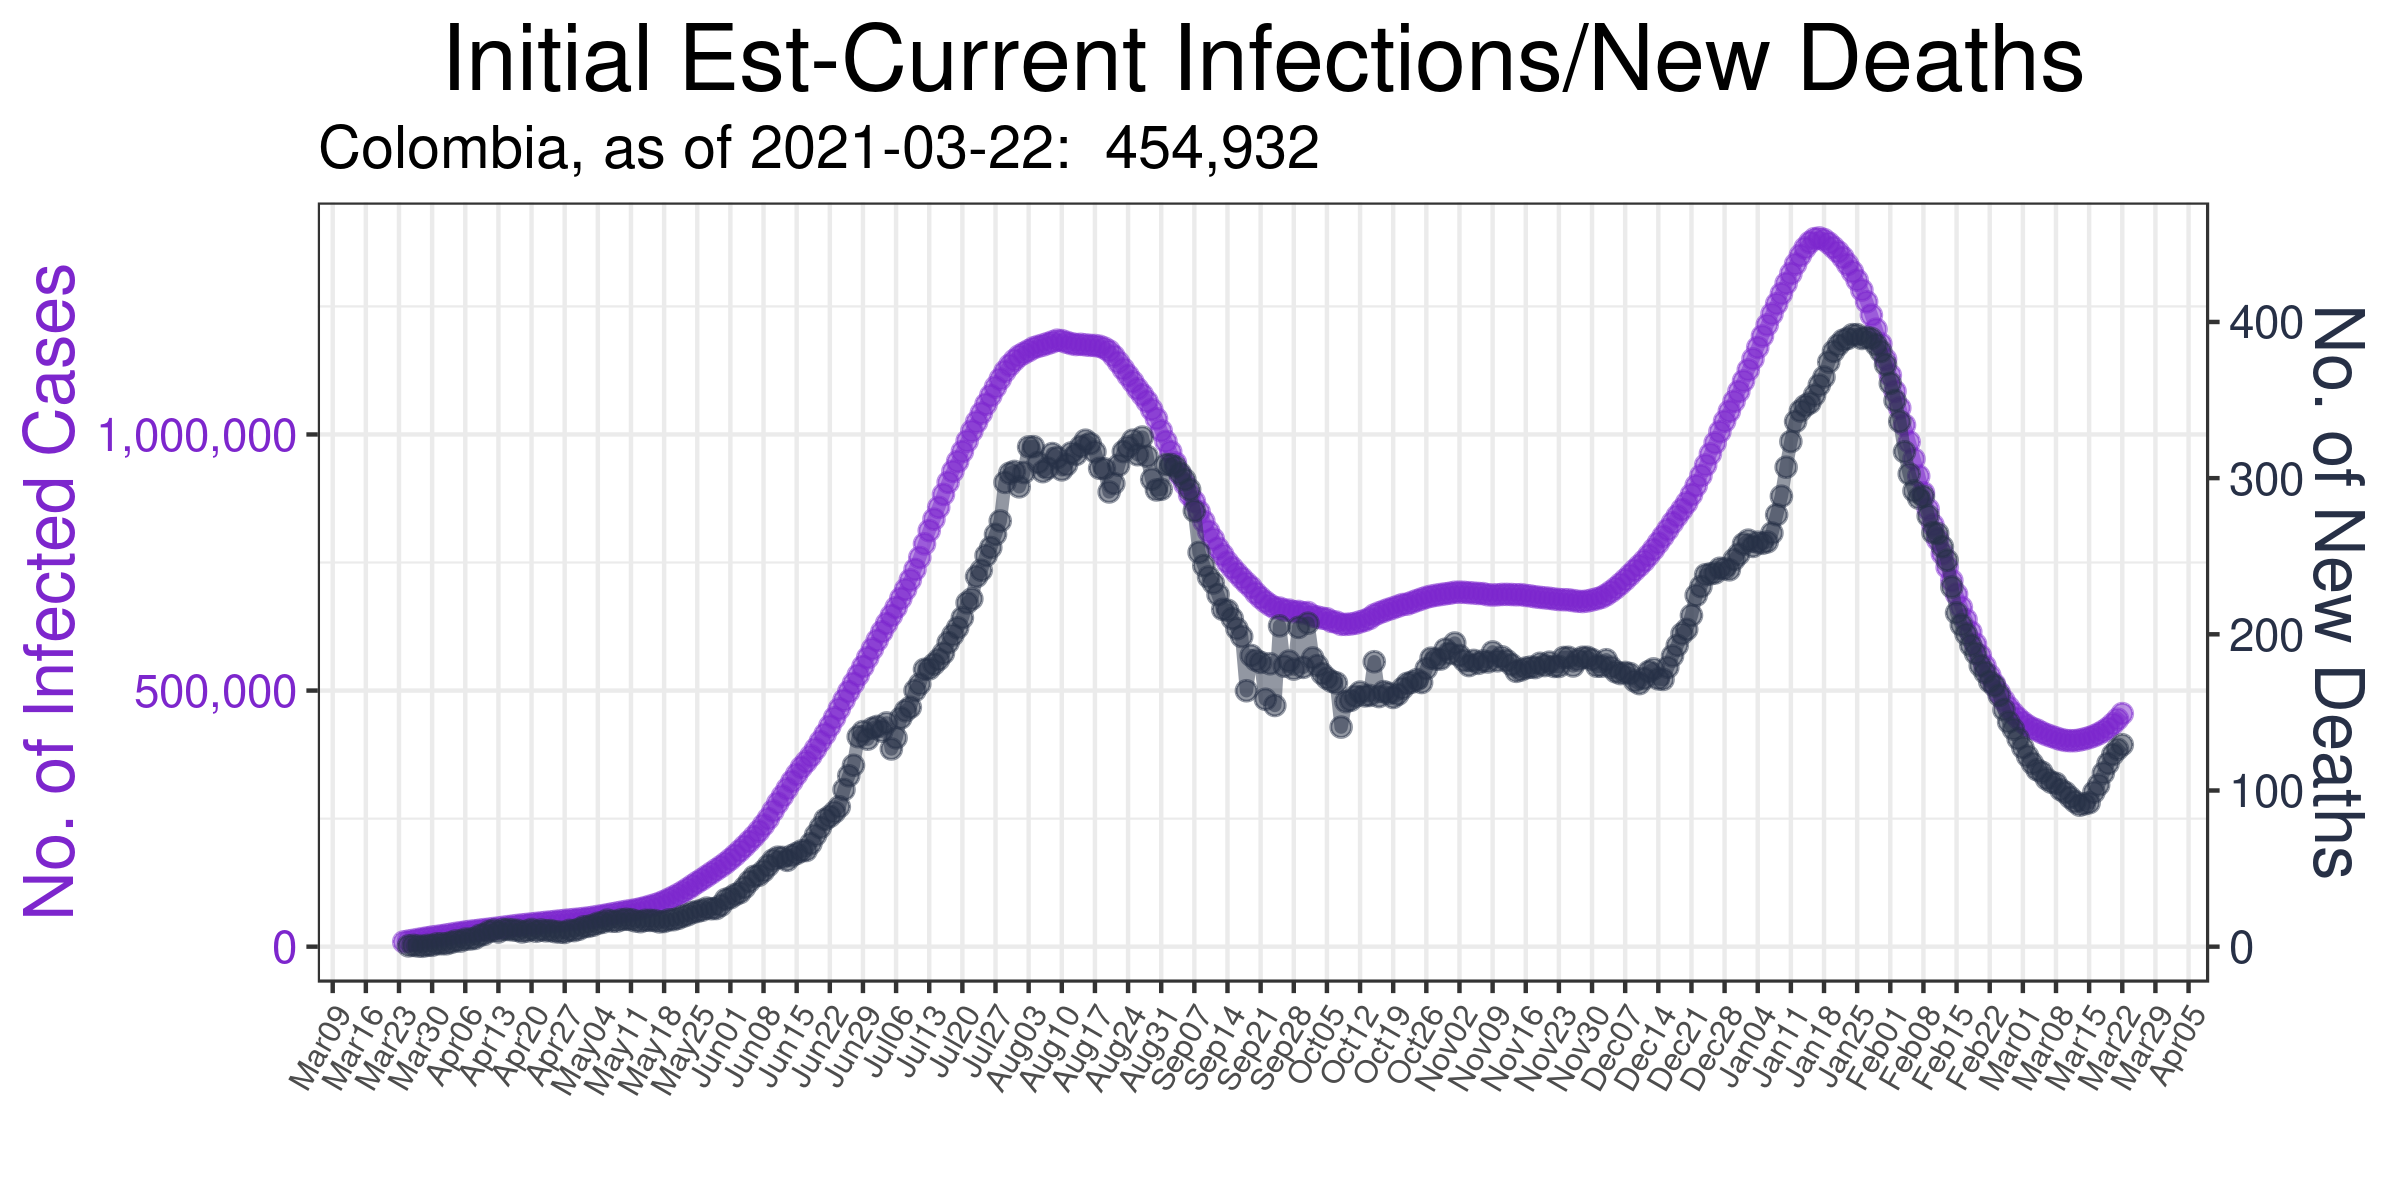 Initial Est-Current Infections/New Deaths
Colombia, as of 2021-03-22:  454,932
No. of Infected Cases
1,000,000
500,000
0
400
300
200
100
0
No. of New Deaths
Mar09
Mar16
Mar23
Mar30
Apr06
Apr13
Apr20
Apr27
May04
May11
May18
May25
Jun01
Jun08
Jun15
Jun22
Jun29
Jul06
Jul13
Jul20
Jul27
Aug03
Aug10
Aug17
Aug24
Aug31
Sep07
Sep14
Sep21
Sep28
Oct05
Oct12
Oct19
Oct26
Nov02
Nov09
Nov16
Nov23
Nov30
Dec07
Dec14
Dec21
Dec28
Jan04
Jan11
Jan18
Jan25
Feb01
Feb08
Feb15
Feb22
Mar01
Mar08
Mar15
Mar22
Mar29
Apr05